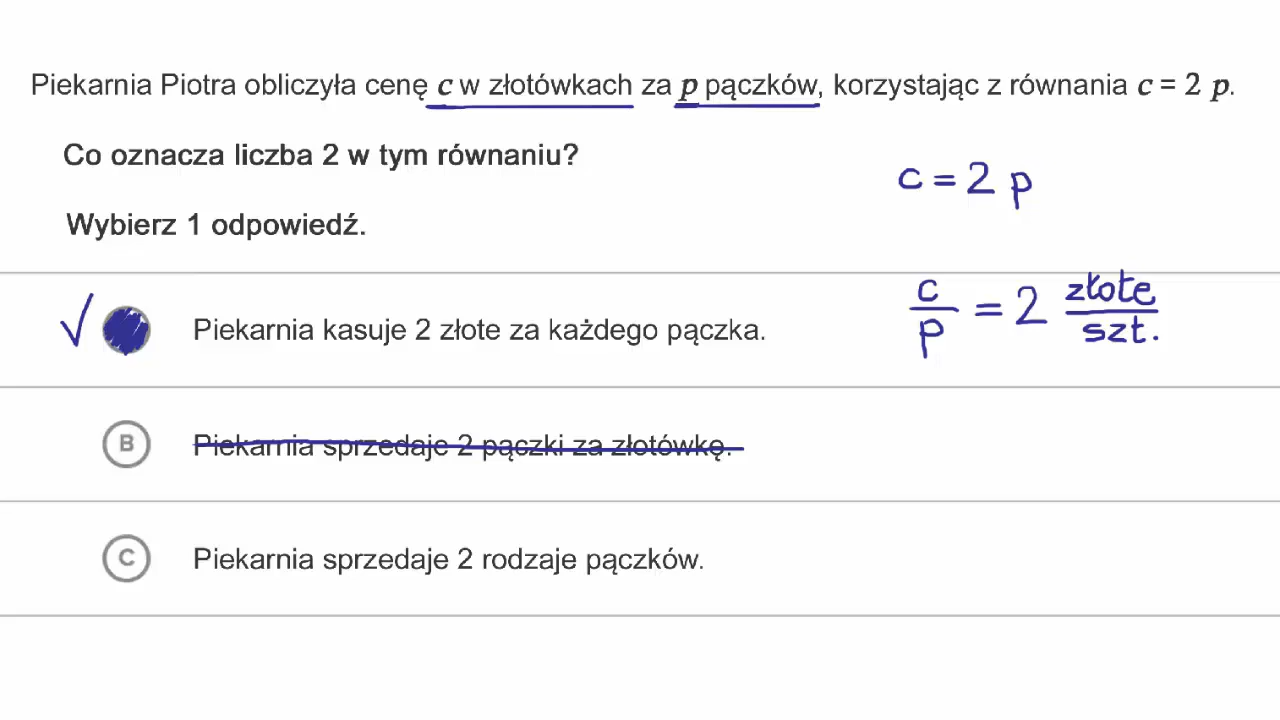 Piekarnia Piotra obliczyła cenę c w złotówkach za p pączków, korzystając z równania c = 2 p.
Co oznacza liczba 2 w tym równaniu?
c = 2 p
Wybierz 1 odpowiedź.
√ Piekarnia kasuje 2 złote za każdego pączka.
c/p = 2 złote/szt.
B Piekarnia sprzedaje 2 pączki za złotówkę.
C Piekarnia sprzedaje 2 rodzaje pączków.